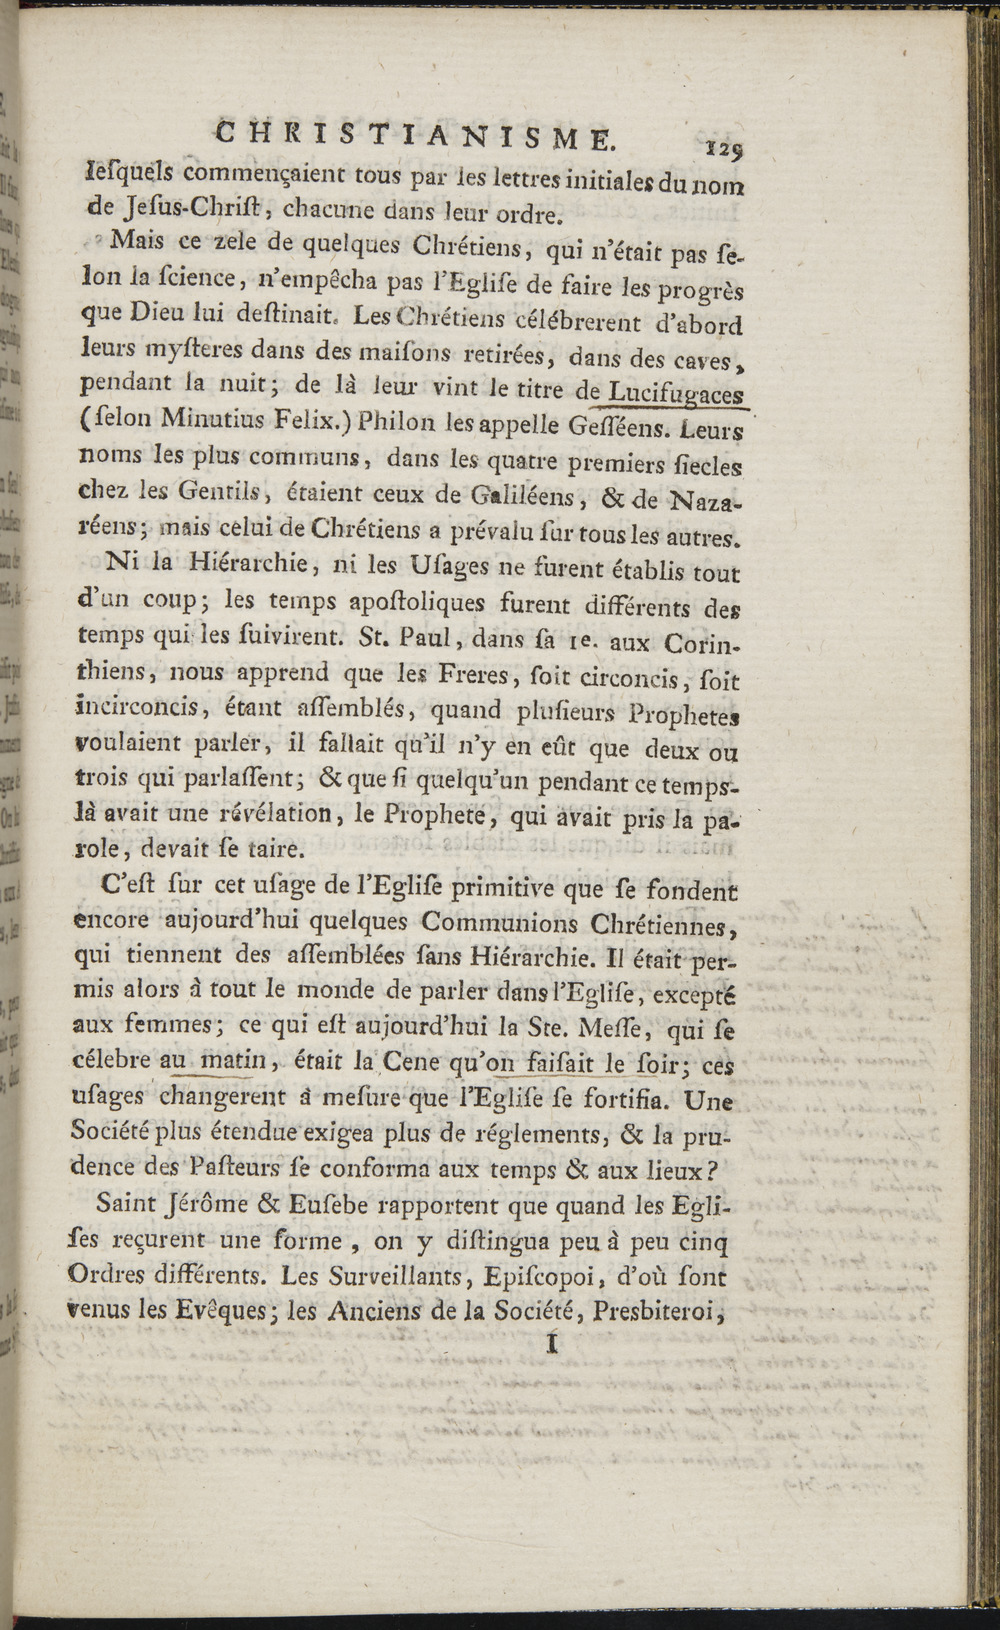 CHRISTIANISME. 129
leſquels commençaient tous par les lettres initiales du nom
de Jeſus-Chriſt, chacune dans leur ordre.
Mais ce zele de quelques Chrétiens, qui n'était pas ſe-
lon la ſcience, n'empêcha pas l'Egliſe de faire les progrès
que Dieu lui deſtinait. Les Chrétiens célébrerent d'abord
leurs myſteres dans des maiſons retirées, dans des caves,
pendant la nuit; de là leur vint le titre de Lucifugaces
(ſelon Minutius Felix.) Philon les appelle Geſſéens. Leurs
noms les plus communs, dans les quatre premiers ſiecles
chez les Gentils, étaient ceux de Galiléens, & de Naza-
réens; mais celui de Chrétiens a prévalu ſur tous les autres.
Ni la Hiérarchie, ni les Uſages ne furent établis tout
d'un coup; les temps apoſtoliques furent différents des
temps qui les ſuivirent. St. Paul, dans ſa 1e. aux Corin-
thiens, nous apprend que les Freres, ſoit circoncis, ſoit
incirconcis, étant aſſemblés, quand pluſieurs Prophetes
voulaient parler, il fallait qu'il n'y en eût que deux ou
trois qui parlaſſent; & que ſi quelqu'un pendant ce temps-
là avait une révélation, le Prophete, qui avait pris la pa-
role, devait ſe taire.
C'eſt ſur cet uſage de l'Egliſe primitive que ſe fondent
encore aujourd'hui quelques Communions Chrétiennes,
qui tiennent des aſſemblées ſans Hiérarchie. Il était per-
mis alors à tout le monde de parler dans l'Egliſe, excepté
aux femmes; ce qui eſt aujourd'hui la Ste. Meſſe, qui ſe
célebre au matin, était la Cene qu'on faiſait le ſoir; ces
uſages changerent à meſure que l'Egliſe ſe fortifia. Une
Société plus étendue exigea plus de réglements, & la pru-
dence des Paſteurs ſe conforma aux temps & aux lieux?
Saint Jérôme & Euſebe rapportent que quand les Egli-
ſes reçurent une forme, on y diſtingua peu à peu cinq
Ordres différents. Les Surveillants, Epiſcopoi, d'où ſont
venus les Evêques; les Anciens de la Société, Presbiteroi,
I